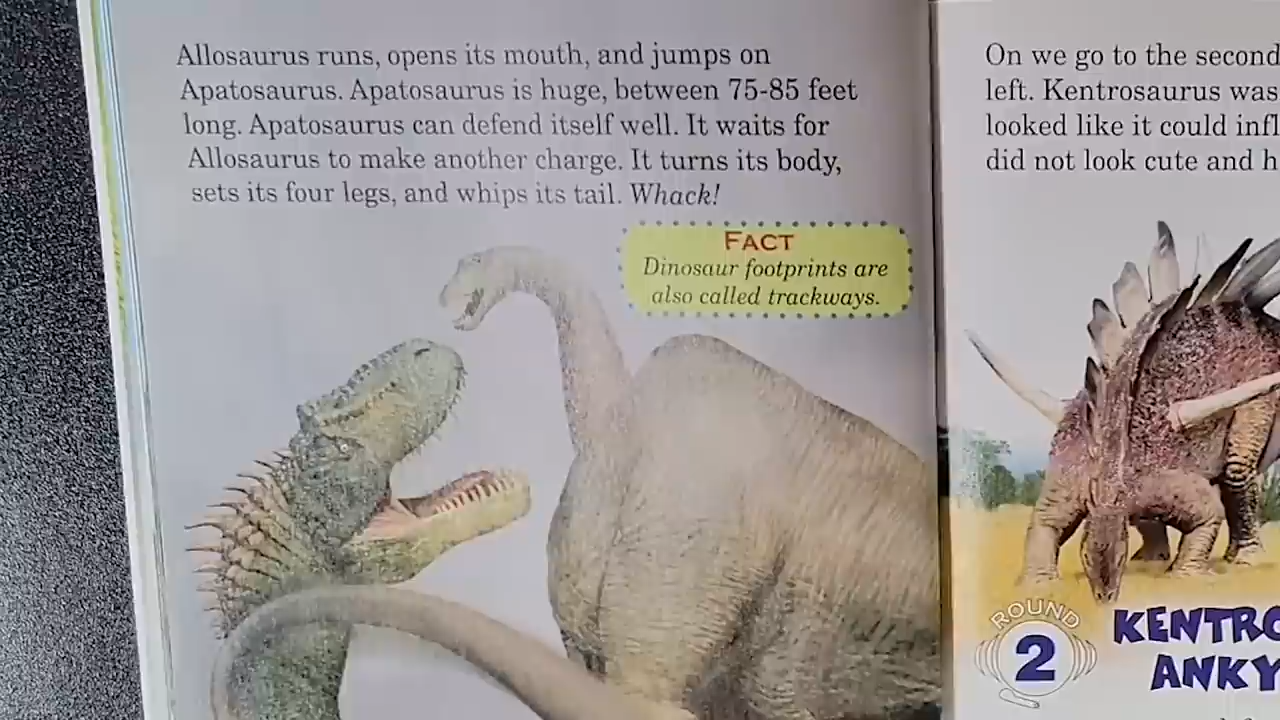 Allosaurus runs, opens its mouth, and jumps on
Apatosaurus. Apatosaurus is huge, between 75-85 feet
long. Apatosaurus can defend itself well. It waits for
Allosaurus to make another charge. It turns its body,
sets its four legs, and whips its tail. Whack!
FACT
Dinosaur footprints are
also called trackways.
On we go to the second
left. Kentrosaurus was
looked like it could infl
did not look cute and h
ROUND
2
KENTRO
ANKY